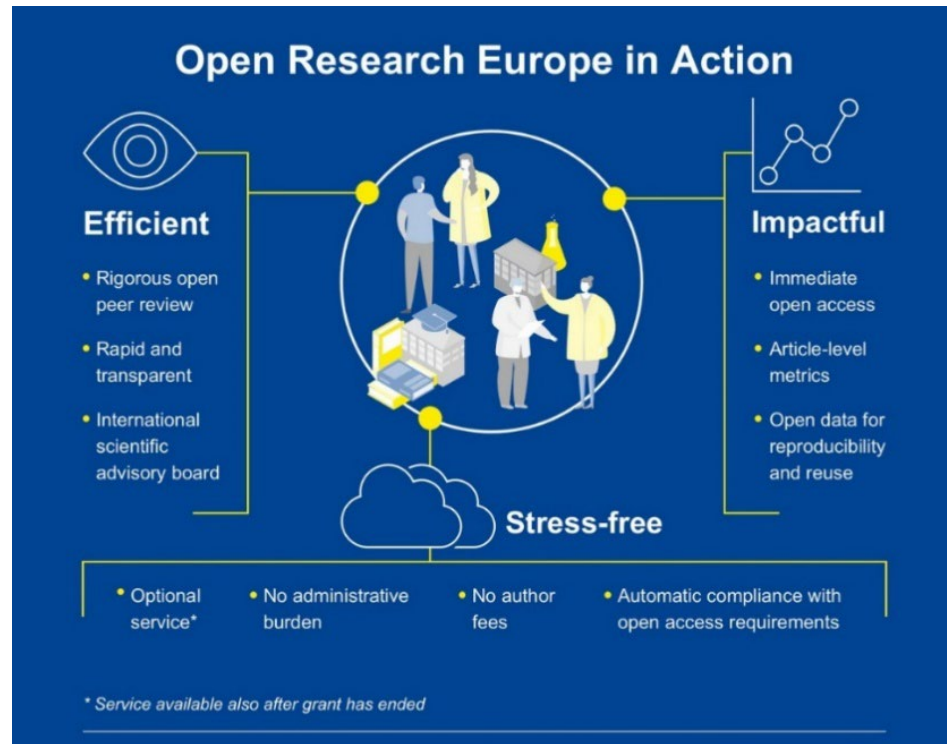 Open Research Europe in Action
Efficient
• Rigorous open
peer review
• Rapid and
transparent
• International
scientific
advisory board
Impactful
• Immediate
open access
• Article-level
metrics
• Open data for
reproducibility
and reuse
Stress-free
• Optional
service*
• No administrative
burden
• No author
fees
• Automatic compliance with
open access requirements
* Service available also after grant has ended